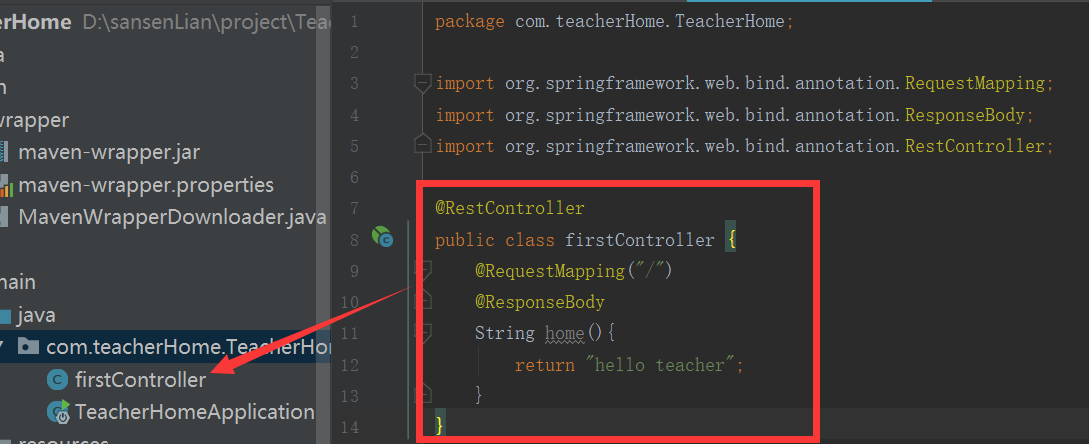 erHome D:\sansenLian\project\Teac
a
n
wrapper
maven-wrapper.jar
maven-wrapper.properties
MavenWrapperDownloader.java
main
java
com.teacherHome.TeacherHom
firstController
TeacherHomeApplication
resources
1 package com.teacherHome.TeacherHome;
2
3 import org.springframework.web.bind.annotation.RequestMapping;
4 import org.springframework.web.bind.annotation.ResponseBody;
5 import org.springframework.web.bind.annotation.RestController;
6
7 @RestController
8 public class firstController {
9 @RequestMapping("/")
10 @ResponseBody
11 String home(){
12 return "hello teacher";
13 }
14 }